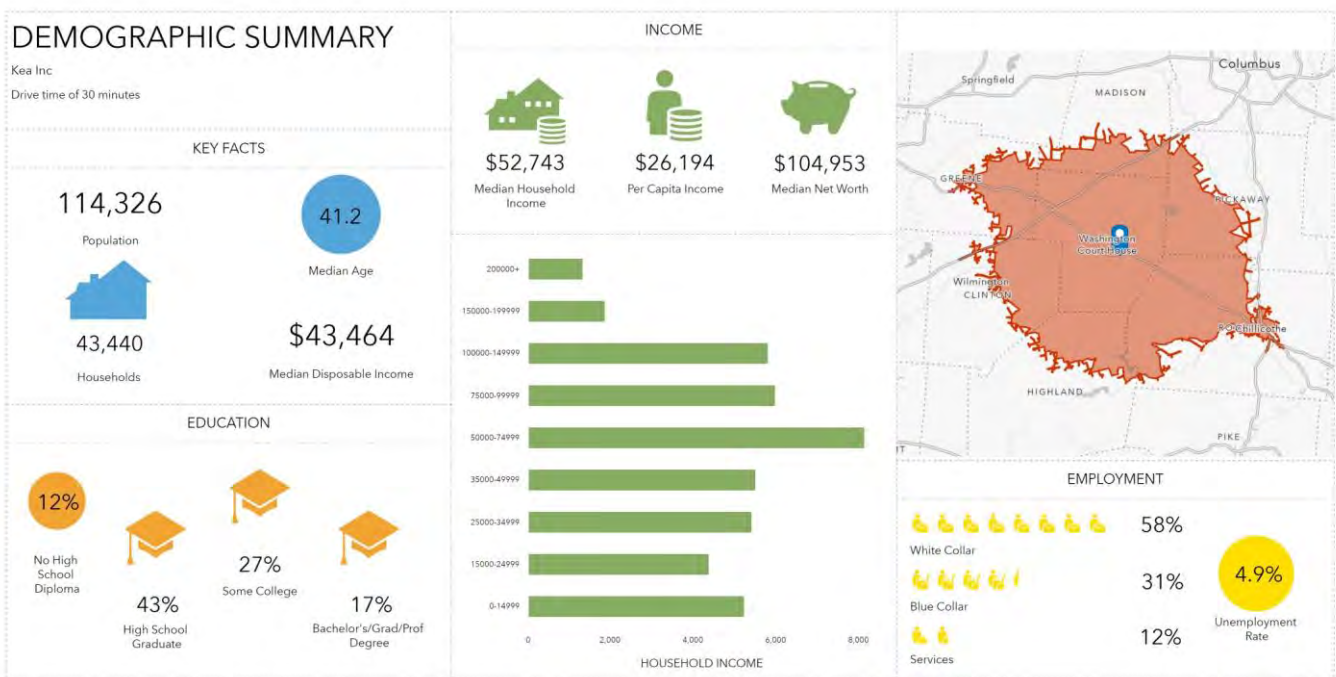 DEMOGRAPHIC SUMMARY
Kea Inc
Drive time of 30 minutes
KEY FACTS
114,326
Population
41.2
Median Age
43,440
Households
$43,464
Median Disposable Income
EDUCATION
12%
No High
School
Diploma
43%
High School
Graduate
27%
Some College
17%
Bachelor's/Grad/Prof
Degree
INCOME
$52,743
Median Household
Income
$26,194
Per Capita Income
$104,953
Median Net Worth
200000+
150000-199999
100000-149999
75000-99999
50000-74999
35000-49999
25000-34999
15000-24999
0-14999
0 2,000 4,000 6,000 8,000
HOUSEHOLD INCOME
Columbus
Springfield
MADISON
GREENE
PICKAWAY
Washington
Court House
Wilmington
CLINTON
Chillicothe
HIGHLAND
PIKE
EMPLOYMENT
58%
White Collar
31%
Blue Collar
12%
Services
4.9%
Unemployment
Rate